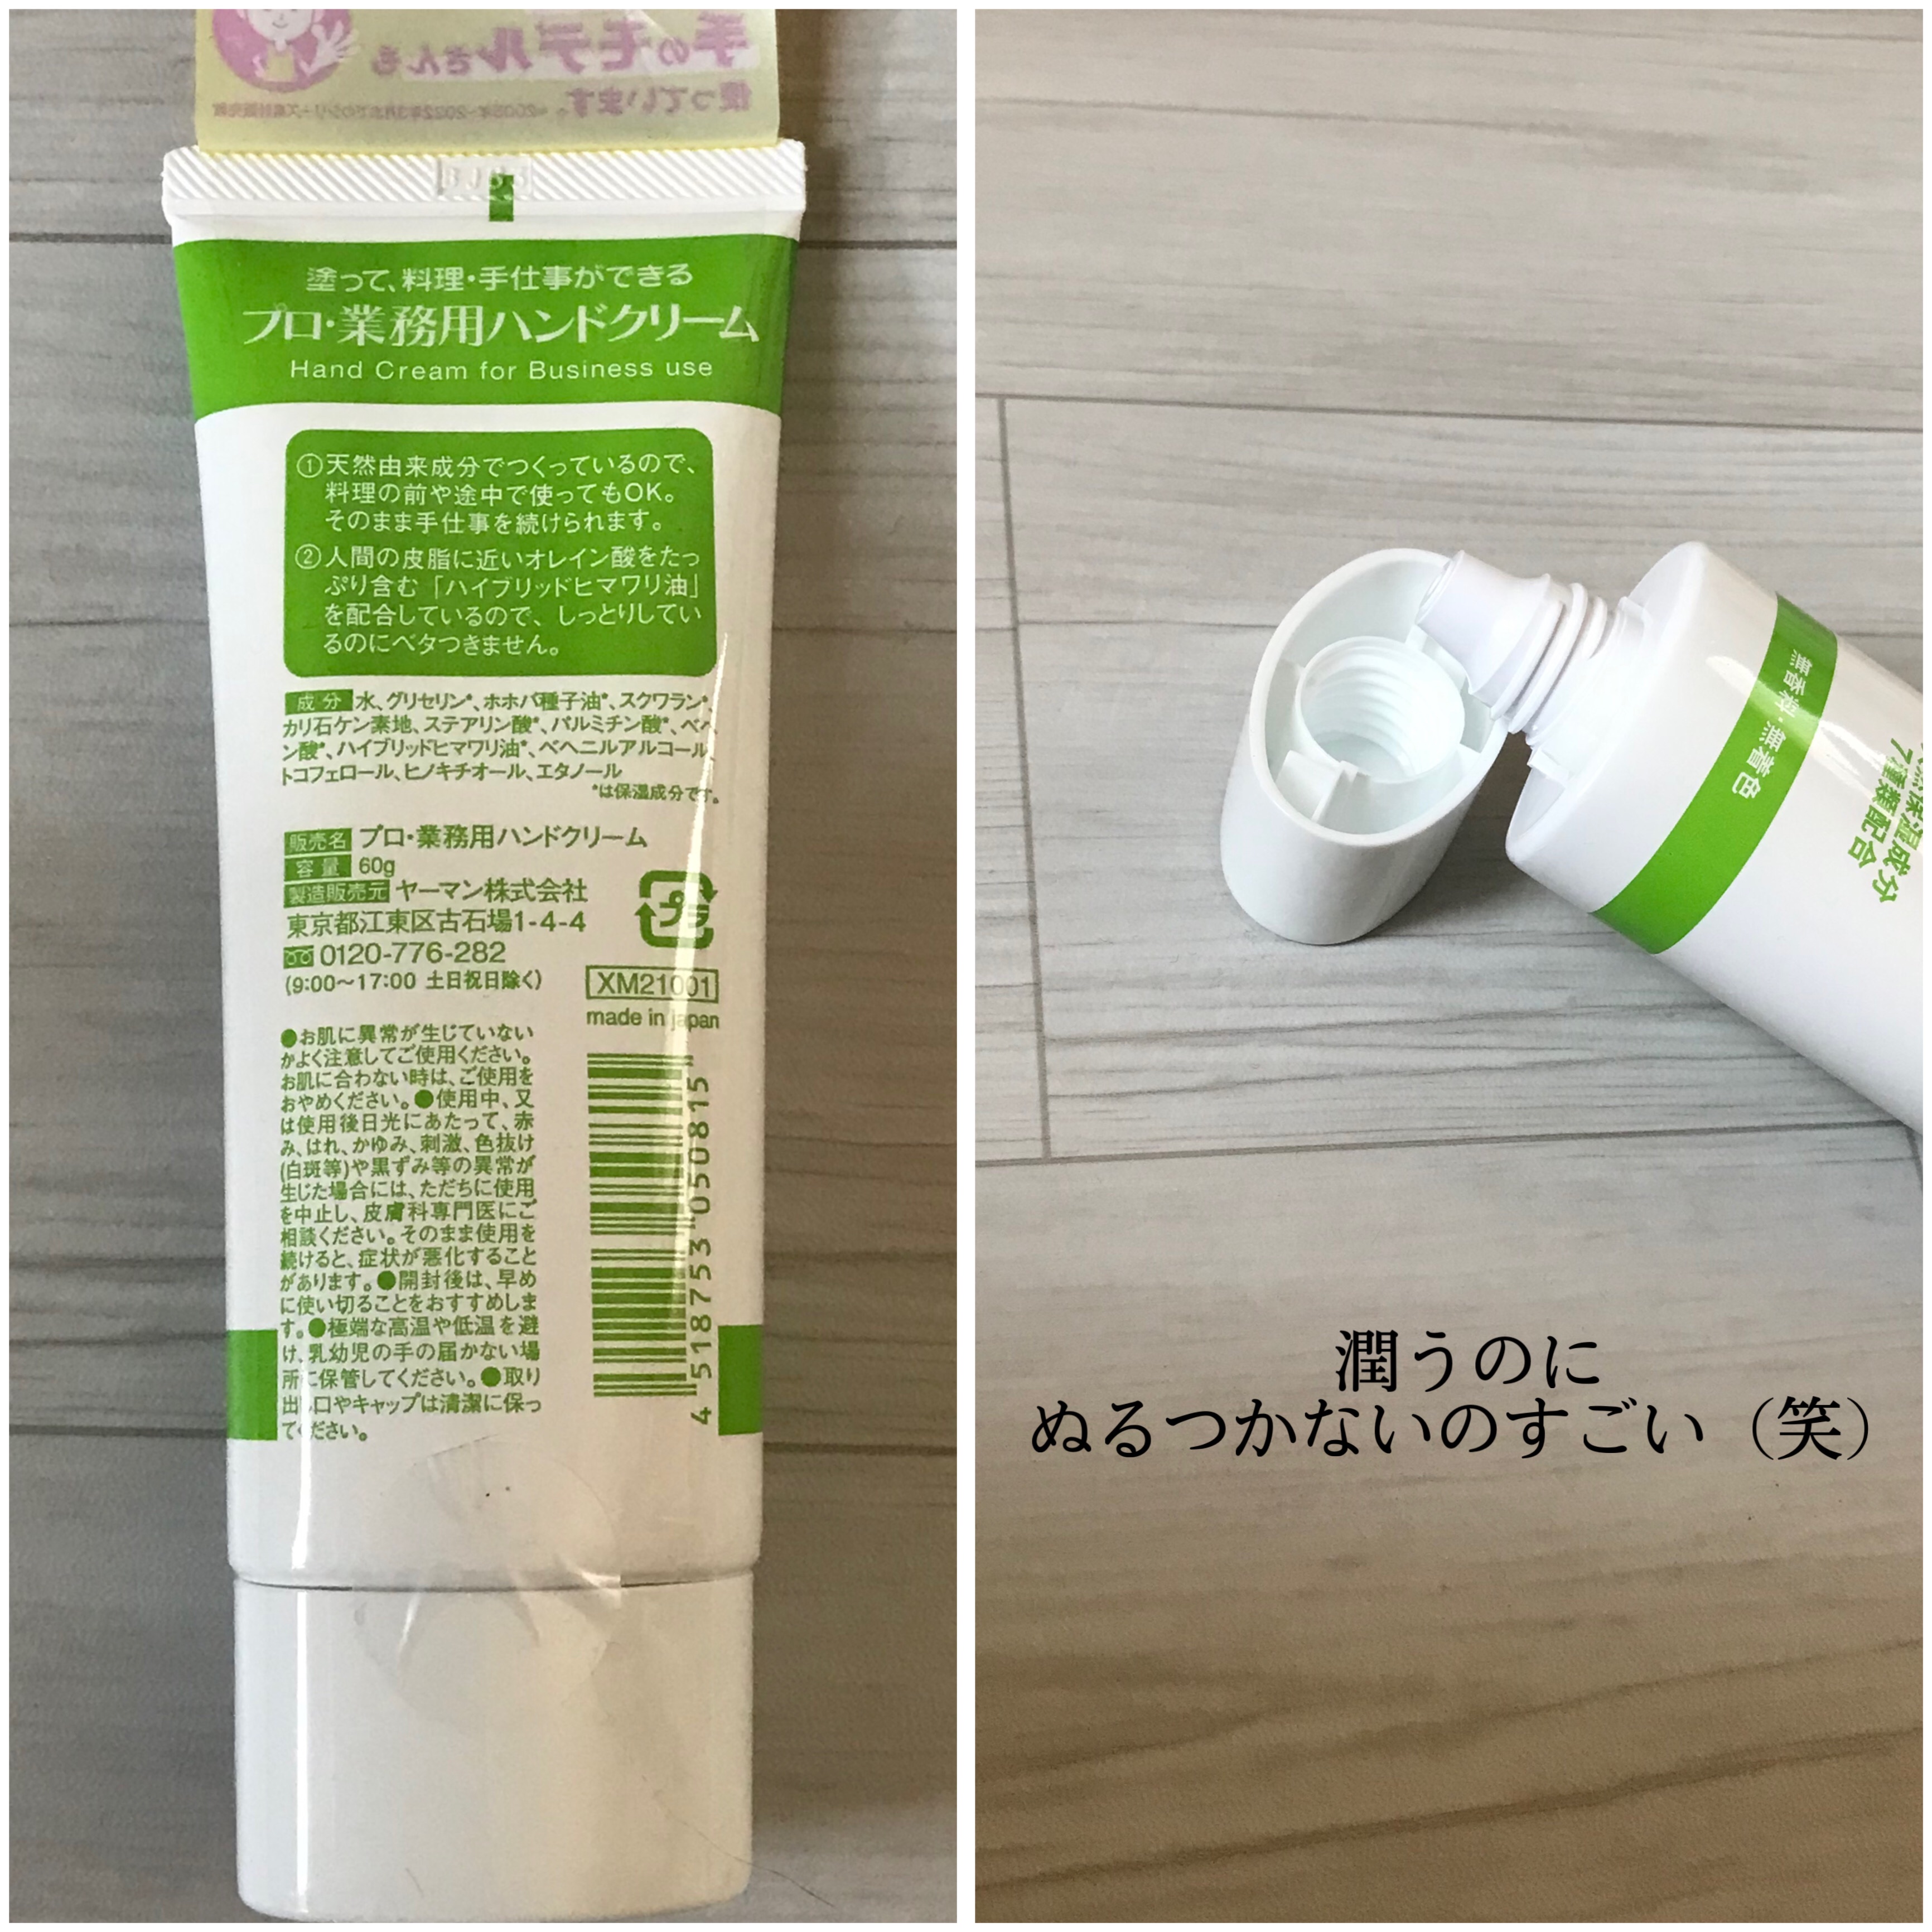 手のモデルさんも
使っています。
塗って、料理・手仕事ができる
プロ・業務用ハンドクリーム
Hand Cream for Business use
①天然由来成分でつくっているので、
料理の前や途中で使ってもOK。
そのまま手仕事を続けられます。
②人間の皮脂に近いオレイン酸をたっ
ぷり含む「ハイブリッドヒマワリ油」
を配合しているので、しっとりしてい
るのにベタつきません。
成分 水、グリセリン*、ホホバ種子油*、スクワラン*、
カリ石ケン素地、ステアリン酸*、パルミチン酸*、ベヘ
ン酸*、ハイブリッドヒマワリ油*、ベヘニルアルコール、
トコフェロール、ヒノキチオール、エタノール
*は保湿成分です。
販売名 プロ・業務用ハンドクリーム
容量 60g
製造販売元 ヤーマン株式会社
東京都江東区古石場1-4-4
0120-776-282
(9:00～17:00 土日祝日除く)
プラ
XM21001
made in japan
●お肌に異常が生じていない
かよく注意してご使用ください。
お肌に合わない時は、ご使用を
おやめください。●使用中、又
は使用後日光にあたって、赤
み、はれ、かゆみ、刺激、色抜け
(白斑等)や黒ずみ等の異常が
生じた場合には、ただちに使用
を中止し、皮膚科専門医にご
相談ください。そのまま使用を
続けると、症状が悪化すること
があります。●開封後は、早め
に使い切ることをおすすめしま
す。●極端な高温や低温を避
け、乳幼児の手の届かない場
所に保管してください。●取り
出し口やキャップは清潔に保っ
てください。
4 518753 050815
無香料・無着色
保湿成分
7種類配合
潤うのに
ぬるつかないのすごい（笑）